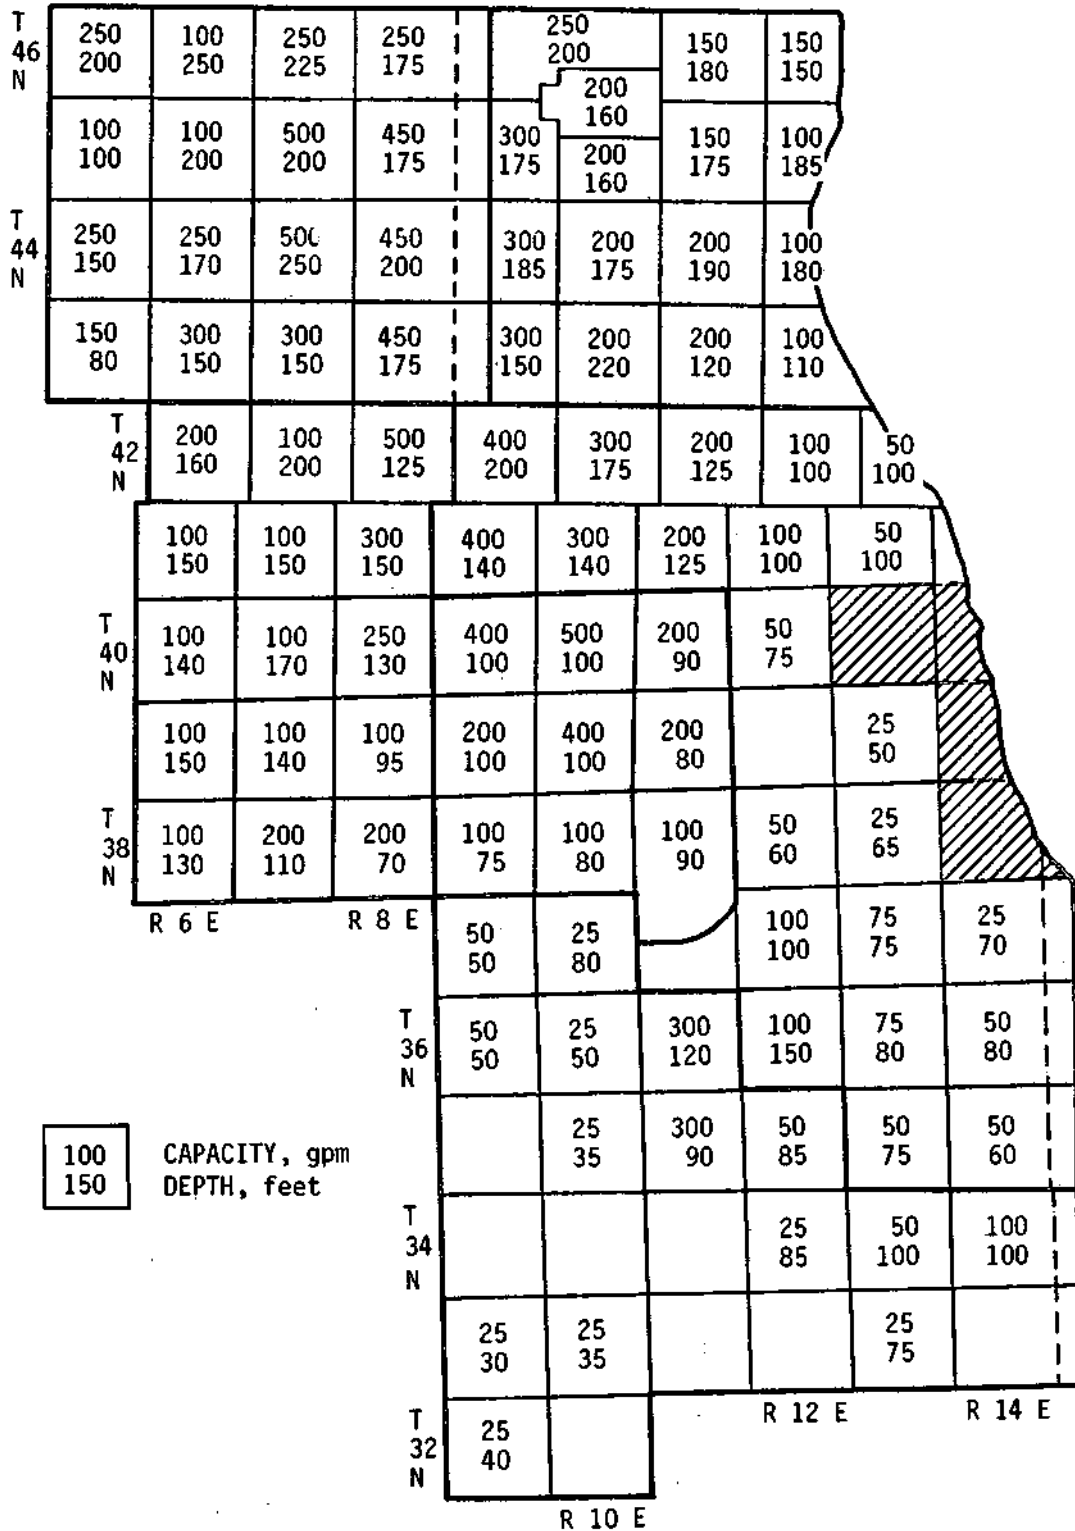 T
46
N
250 100 250 250 250 150 150
200 250 225 175 200 180 150
200
160
100 100 500 450 300 200 150 100
100 200 200 175 175 160 175 185
T
44
N
250 250 500 450 300 200 200 100
150 170 250 200 185 175 190 180
150 300 300 450 300 200 200 100
80 150 150 175 150 220 120 110
T
42
N
200 100 500 400 300 200 100 50
160 200 125 200 175 125 100 100
100 100 300 400 300 200 100 50
150 150 150 140 140 125 100 100
T
40
N
100 100 250 400 500 200 50
140 170 130 100 100 90 75
100 100 100 200 400 200 25
150 140 95 100 100 80 50
T
38
N
100 200 200 100 100 100 50 25
130 110 70 75 80 90 60 65
R 6 E R 8 E
50 25 100 75 25
50 80 100 75 70
T
36
N
50 25 300 100 75 50
50 50 120 150 80 80
25 300 50 50 50
35 90 85 75 60
100 CAPACITY, gpm
150 DEPTH, feet
T
34
N
25 50 100
85 100 100
25 25 25
30 35 75
R 12 E R 14 E
T
32
N
25
40
R 10 E